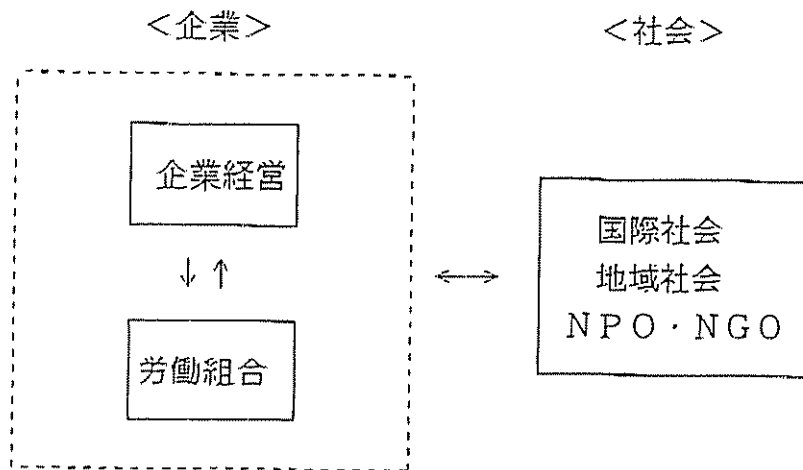 ＜企業＞
＜社会＞
企業経営
↓ ↑
労働組合
↔
国際社会
地域社会
ＮＰＯ・ＮＧＯ